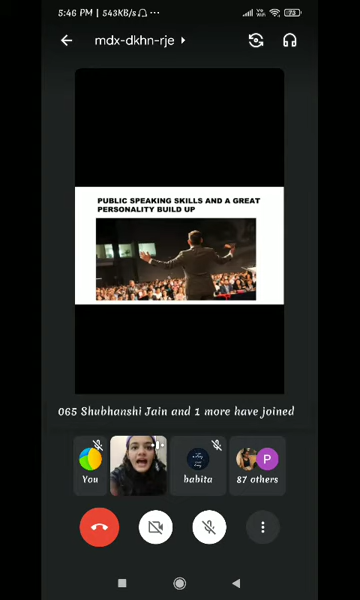 5:46 PM | 543KB/s
mdx-dkhn-rje
PUBLIC SPEAKING SKILLS AND A GREAT
PERSONALITY BUILD UP
065 Shubhanshi Jain and 1 more have joined
You
babita
P
87 others